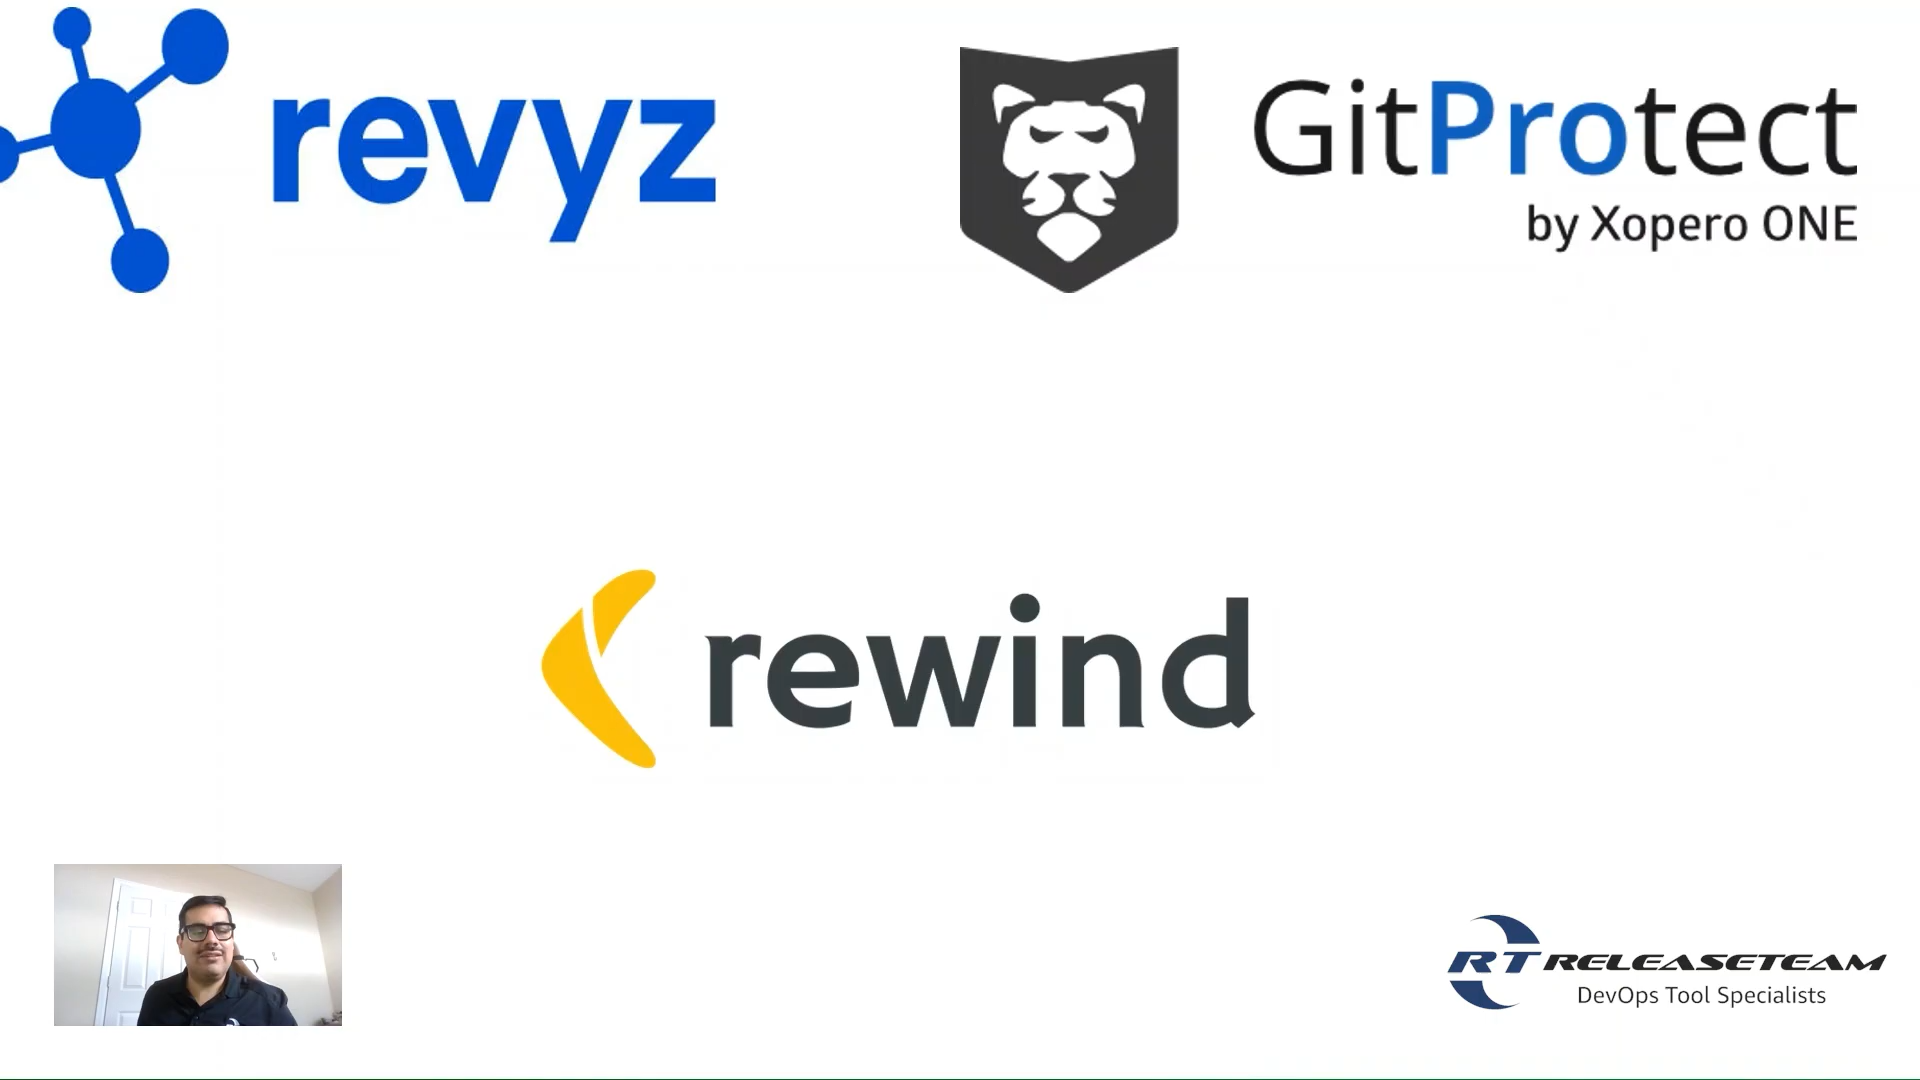 revyz
GitProtect
by Xopero ONE
rewind
RT RELEASETEAM
DevOps Tool Specialists